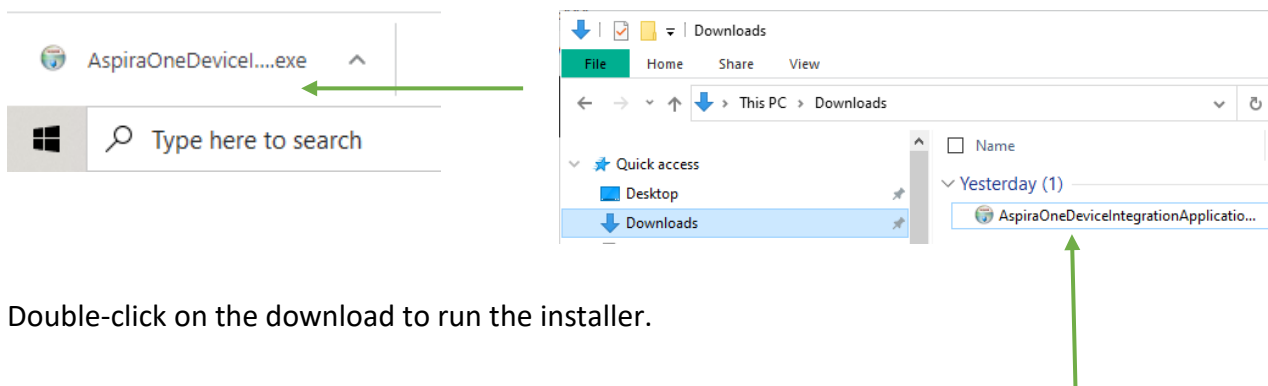 AspiraOneDeviceI....exe
Type here to search
Downloads
File Home Share View
This PC > Downloads
Name
Quick access
Yesterday (1)
Desktop
Downloads
AspiraOneDeviceIntegrationApplicatio...
Double-click on the download to run the installer.